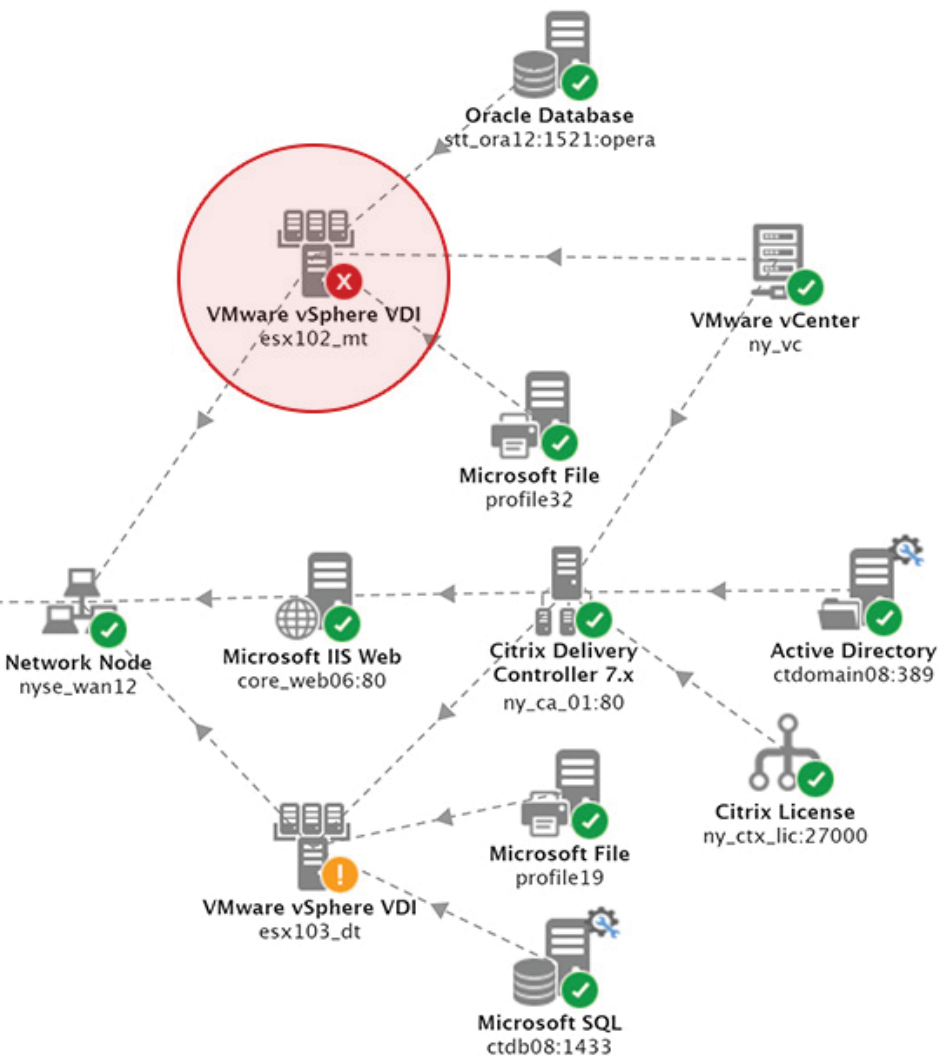 Oracle Database
stt_ora12:1521:opera
X
VMware vSphere VDI
esx102_mt
VMware vCenter
ny_vc
Microsoft File
profile32
Network Node
nyse_wan12
Microsoft IIS Web
core_web06:80
Citrix Delivery
Controller 7.x
ny_ca_01:80
Active Directory
ctdomain08:389
Citrix License
ny_ctx_lic:27000
Microsoft File
profile19
!
VMware vSphere VDI
esx103_dt
Microsoft SQL
ctdb08:1433